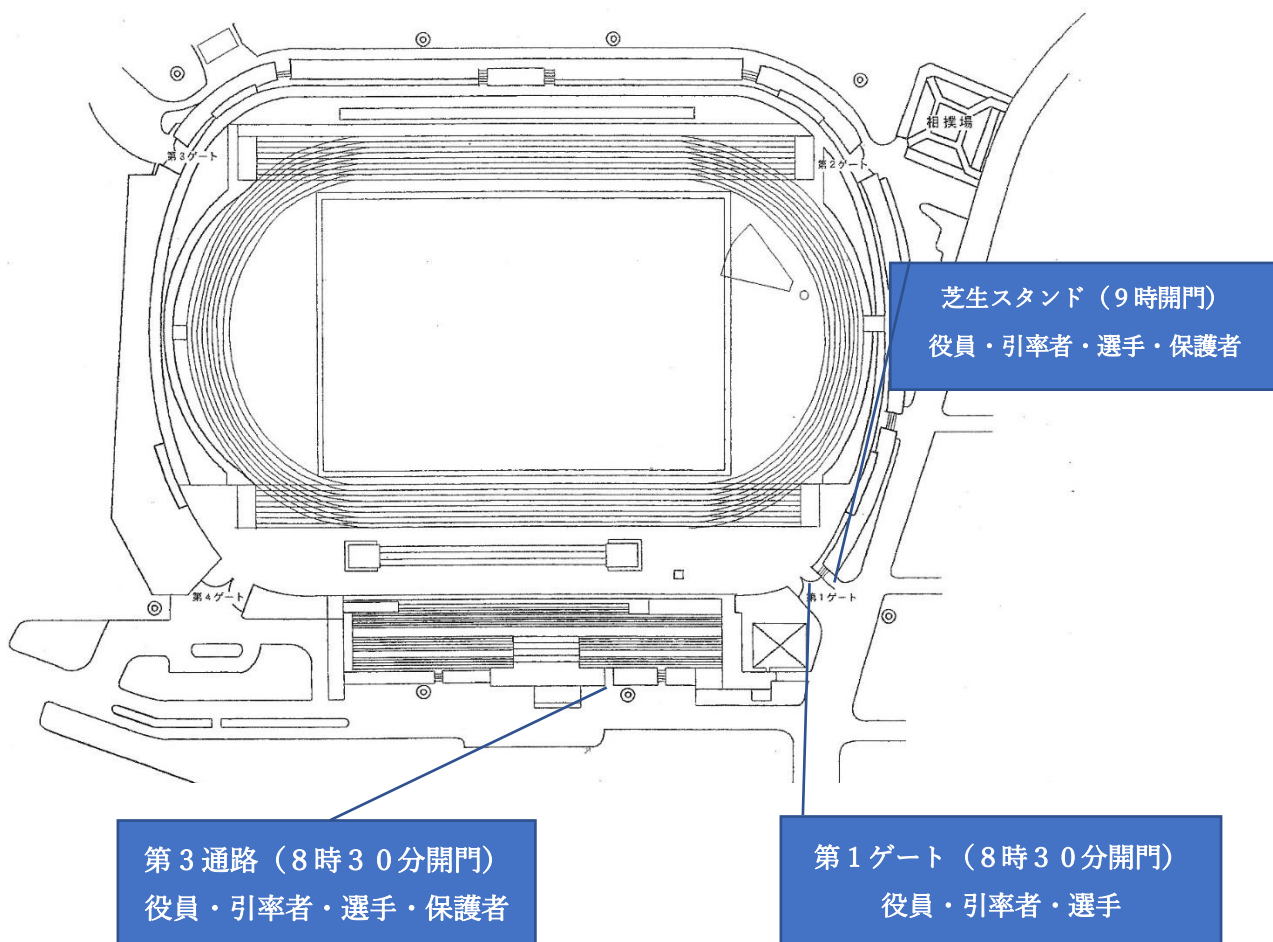 相撲場
第3ゲート
第2ゲート
芝生スタンド（９時開門）
役員・引率者・選手・保護者
第4ゲート
第1ゲート
第３通路（８時３０分開門）
役員・引率者・選手・保護者
第１ゲート（８時３０分開門）
役員・引率者・選手